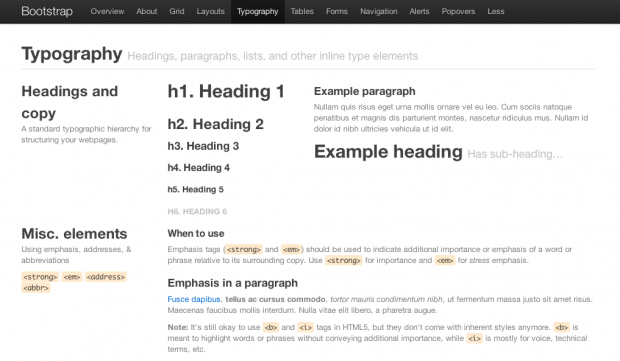 Bootstrap Overview About Grid Layouts Typography Tables Forms Navigation Alerts Popovers Less
Typography Headings, paragraphs, lists, and other inline type elements
Headings and
copy
A standard typographic hierarchy for
structuring your webpages.
h1. Heading 1
h2. Heading 2
h3. Heading 3
h4. Heading 4
h5. Heading 5
H6. HEADING 6
Example paragraph
Nullam quis risus eget urna mollis ornare vel eu leo. Cum sociis natoque
penatibus et magnis dis parturient montes, nascetur ridiculus mus. Nullam id
dolor id nibh ultricies vehicula ut id elit.
Example heading Has sub-heading...
Misc. elements
Using emphasis, addresses, &
abbreviations
<strong> <em> <address>
<abbr>
When to use
Emphasis tags (<strong> and <em>) should be used to indicate additional importance or emphasis of a word or
phrase relative to its surrounding copy. Use <strong> for importance and <em> for stress emphasis.
Emphasis in a paragraph
Fusce dapibus, tellus ac cursus commodo, tortor mauris condimentum nibh, ut fermentum massa justo sit amet risus.
Maecenas faucibus mollis interdum. Nulla vitae elit libero, a pharetra augue.
Note: It's still okay to use <b> and <i> tags in HTML5, but they don't come with inherent styles anymore. <b> is
meant to highlight words or phrases without conveying additional importance, while <i> is mostly for voice, technical
terms, etc.